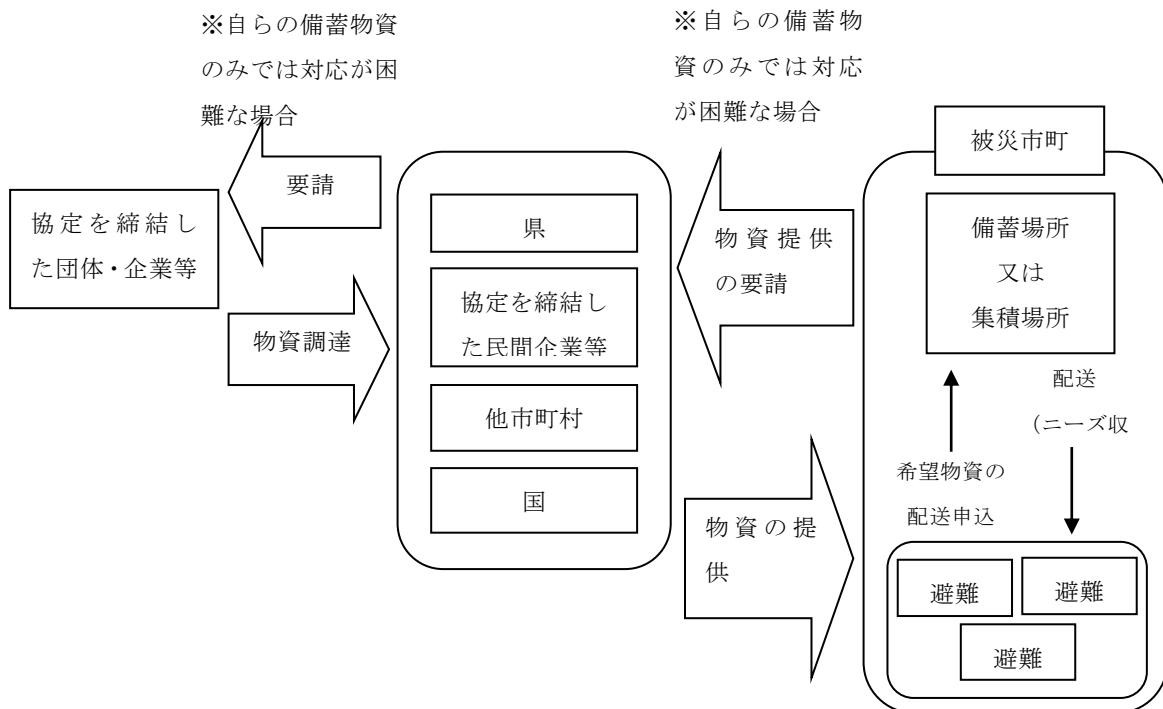 ※自らの備蓄物資
のみでは対応が困
難な場合
※自らの備蓄物
資のみでは対応
が困難な場合
要請
協定を締結し
た団体・企業等
物資調達
県
協定を締結し
た民間企業等
他市町村
国
物資提供
の要請
物資の提
供
被災市町
備蓄場所
又は
集積場所
配送
(ニーズ収
希望物資の
配送申込
避難
避難
避難